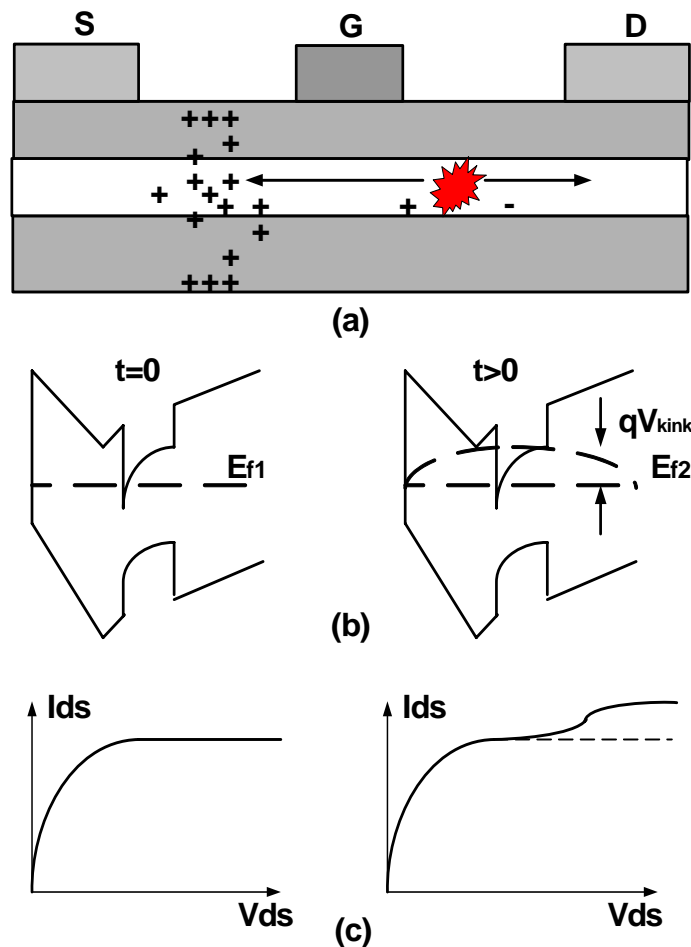 S G D
+++
+
+
+ +
+ +
+ + + -
+
+
+
+++
(a)
t=0 t>0
qVkink
Ef1 Ef2
(b)
Ids Ids
Vds Vds
(c)